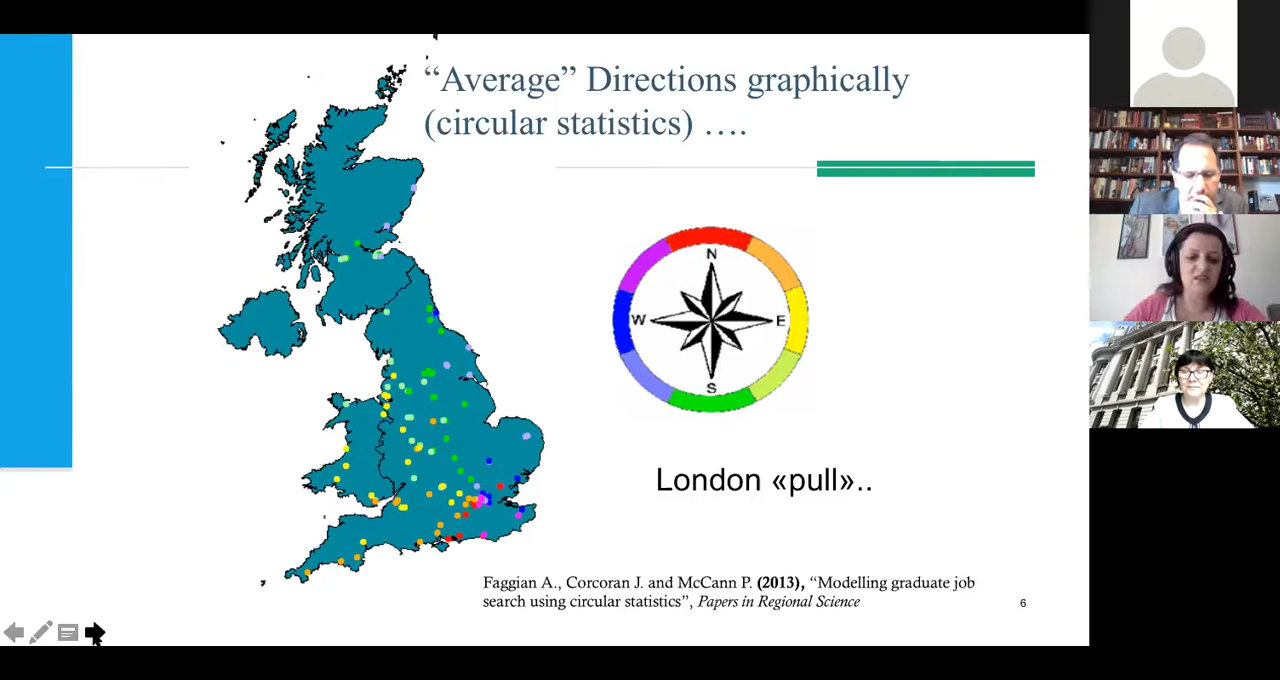 “Average” Directions graphically
(circular statistics) ….
N
W
E
S
London «pull»..
Faggian A., Corcoran J. and McCann P. (2013), “Modelling graduate job
search using circular statistics”, Papers in Regional Science
6